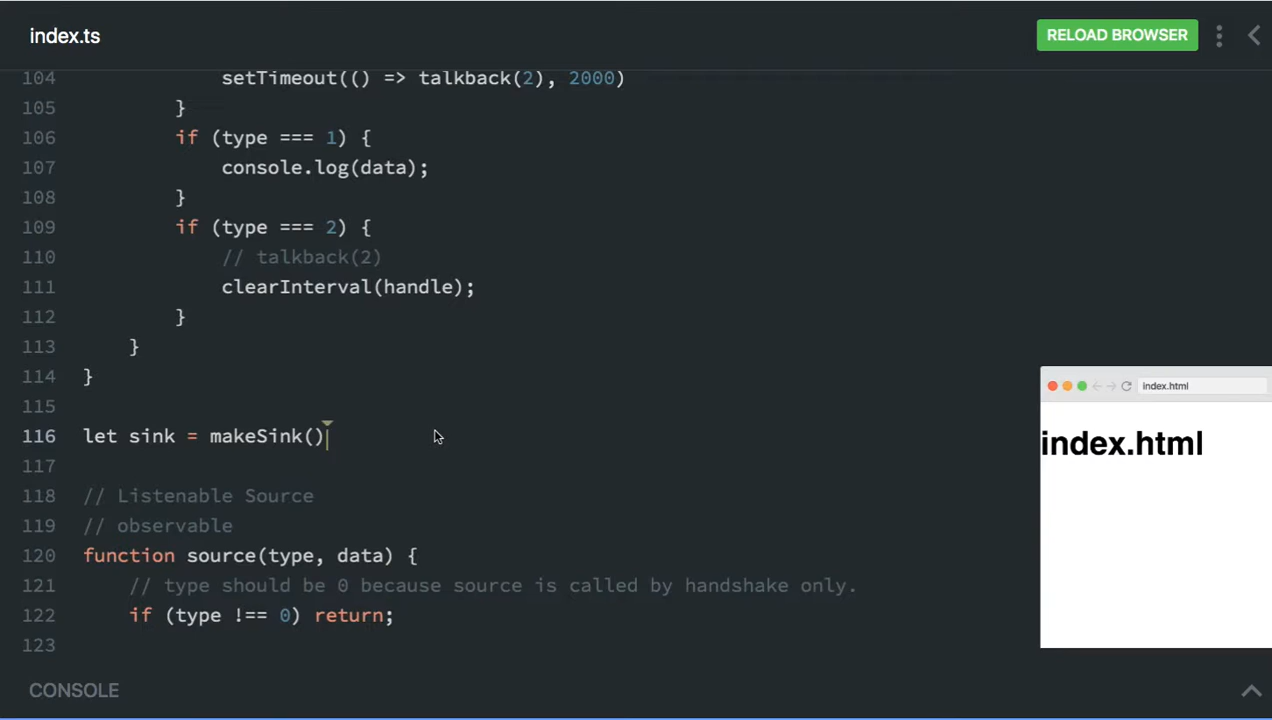 index.ts
RELOAD BROWSER
104 setTimeout(() => talkback(2), 2000)
105 }
106 if (type === 1) {
107 console.log(data);
108 }
109 if (type === 2) {
110 // talkback(2)
111 clearInterval(handle);
112 }
113 }
114 }
115
116 let sink = makeSink()
117
118 // Listenable Source
119 // observable
120 function source(type, data) {
121 // type should be 0 because source is called by handshake only.
122 if (type !== 0) return;
123
index.html
index.html
CONSOLE